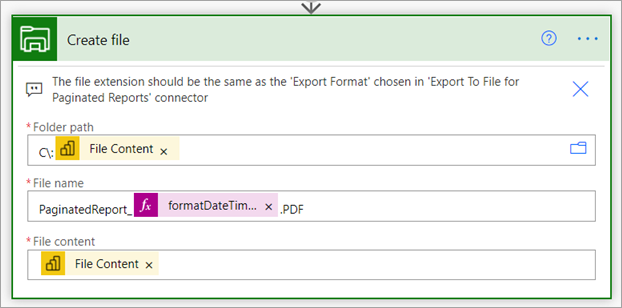 Create file
The file extension should be the same as the 'Export Format' chosen in 'Export To File for
Paginated Reports' connector
* Folder path
C\: File Content ×
* File name
PaginatedReport_ fx formatDateTim... × .PDF
* File content
File Content ×